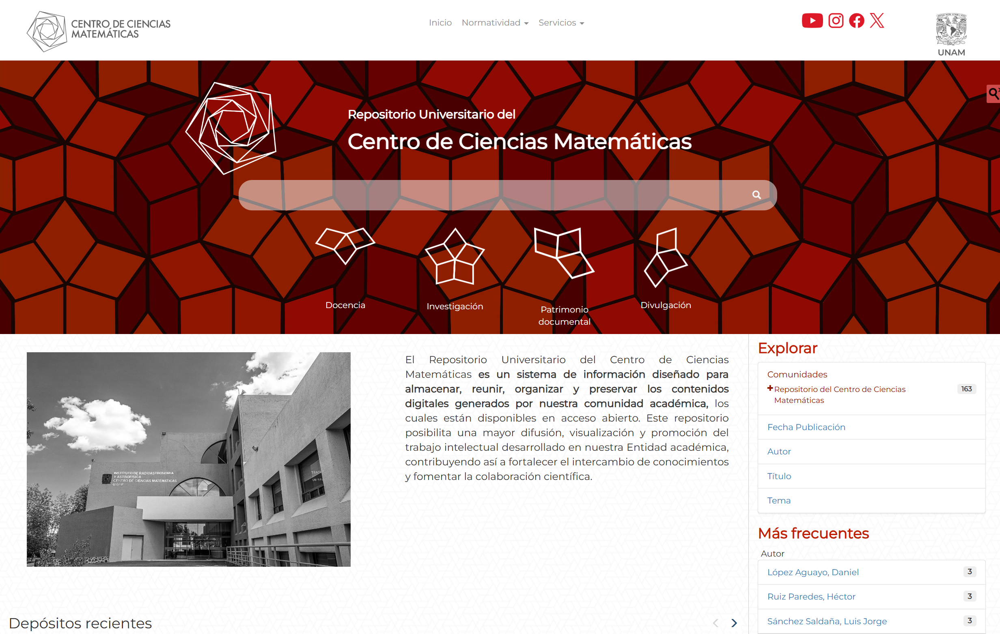 CENTRO DE CIENCIAS
MATEMÁTICAS
Inicio Normatividad Servicios
UNAM
Repositorio Universitario del
Centro de Ciencias Matemáticas
Docencia
Investigación
Patrimonio
documental
Divulgación
INSTITUTO DE RADIOASTRONOMIA
Y ASTROFISICA
CENTRO DE CIENCIAS MATEMATICAS
UNAM
El Repositorio Universitario del Centro de Ciencias
Matemáticas es un sistema de información diseñado para
almacenar, reunir, organizar y preservar los contenidos
digitales generados por nuestra comunidad académica, los
cuales están disponibles en acceso abierto. Este repositorio
posibilita una mayor difusión, visualización y promoción del
trabajo intelectual desarrollado en nuestra Entidad académica,
contribuyendo así a fortalecer el intercambio de conocimientos
y fomentar la colaboración científica.
Depósitos recientes
Explorar
Comunidades
Repositorio del Centro de Ciencias 163
Matemáticas
Fecha Publicación
Autor
Título
Tema
Más frecuentes
Autor
López Aguayo, Daniel 3
Ruiz Paredes, Héctor 3
Sánchez Saldaña, Luis Jorge 3